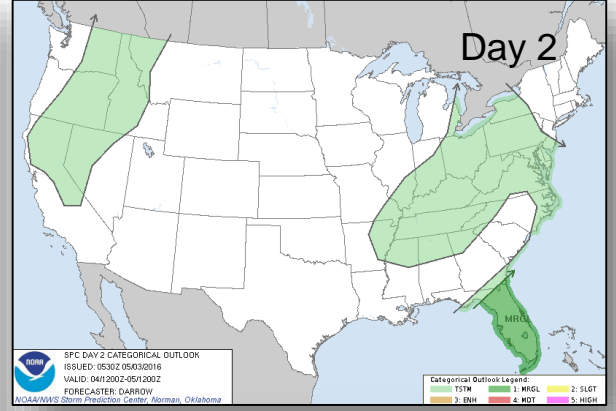 Day 2
MRGL
NOAA
SPC DAY 2 CATEGORICAL OUTLOOK
ISSUED: 0530Z 05/03/2016
VALID: 04/1200Z-05/1200Z
FORECASTER: DARROW
NOAA/NWS Storm Prediction Center, Norman, Oklahoma
Categorical Outlook Legend:
TSTM 1: MRGL 2: SLGT
3: ENH 4: MDT 5: HIGH